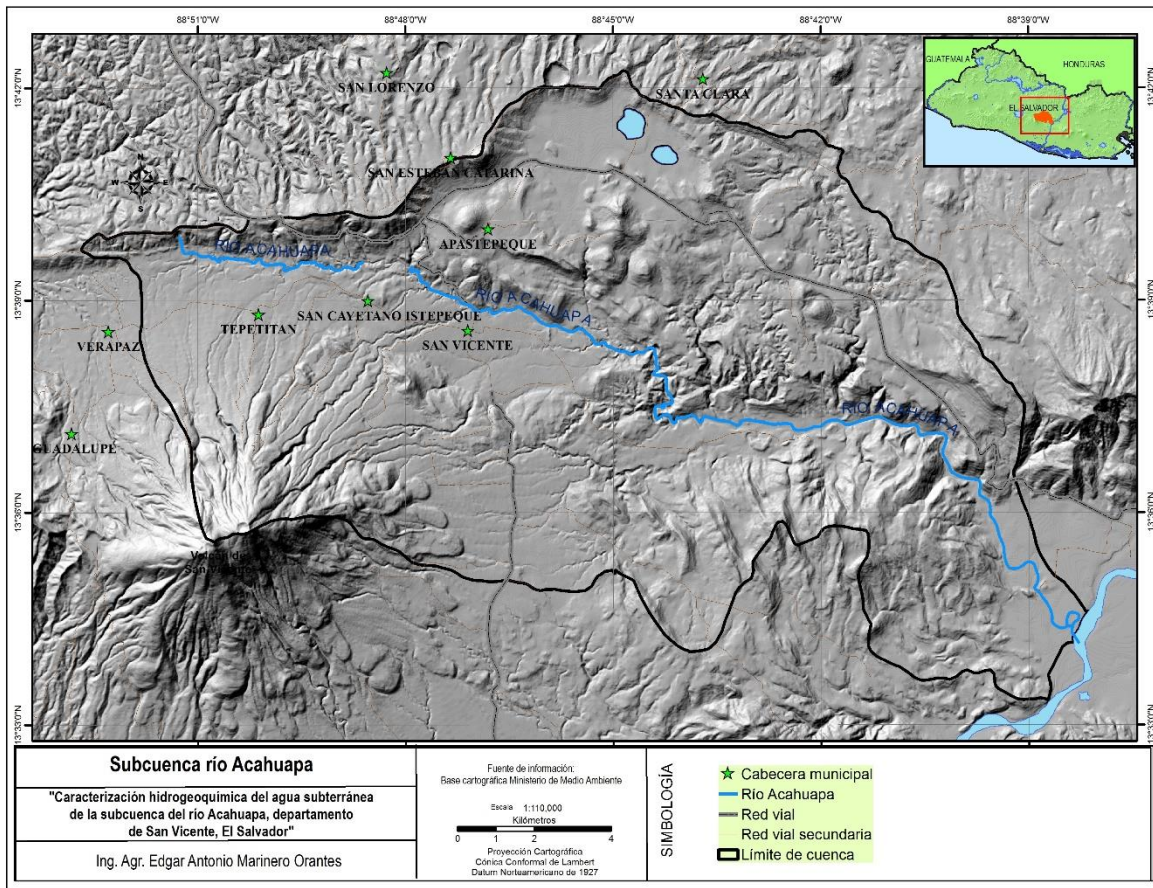 88°51'0"W
88°48'0"W
88°45'0"W
88°42'0"W
88°39'0"W
13°42'0"N
13°42'0"N
GUATEMALA
HONDURAS
EL SALVADOR
SAN LORENZO
SANTA CLARA
N
W E
S
SAN ESTEBAN CATARINA
APASTEPEQUE
RIO ACAHUAPA
13°39'0"N
13°39'0"N
RIO ACAHUAPA
SAN CAYETANO ISTEPEQUE
TEPETITAN
VERAPAZ
SAN VICENTE
RIO ACAHUAPA
GUADALUPE
13°36'0"N
13°36'0"N
Volcan de
San Vicente
13°33'0"N
13°33'0"N
Subcuenca río Acahuapa
"Caracterización hidrogeoquímica del agua subterránea
de la subcuenca del río Acahuapa, departamento
de San Vicente, El Salvador"
Ing. Agr. Edgar Antonio Marinero Orantes
Fuente de información:
Base cartográfica Ministerio de Medio Ambiente
Escala 1:110,000
Kilómetros
0 1 2 4
Proyección Cartográfica
Cónica Conformal de Lambert
Datum Norteamericano de 1927
SIMBOLOGÍA
Cabecera municipal
Río Acahuapa
Red vial
Red vial secundaria
Límite de cuenca